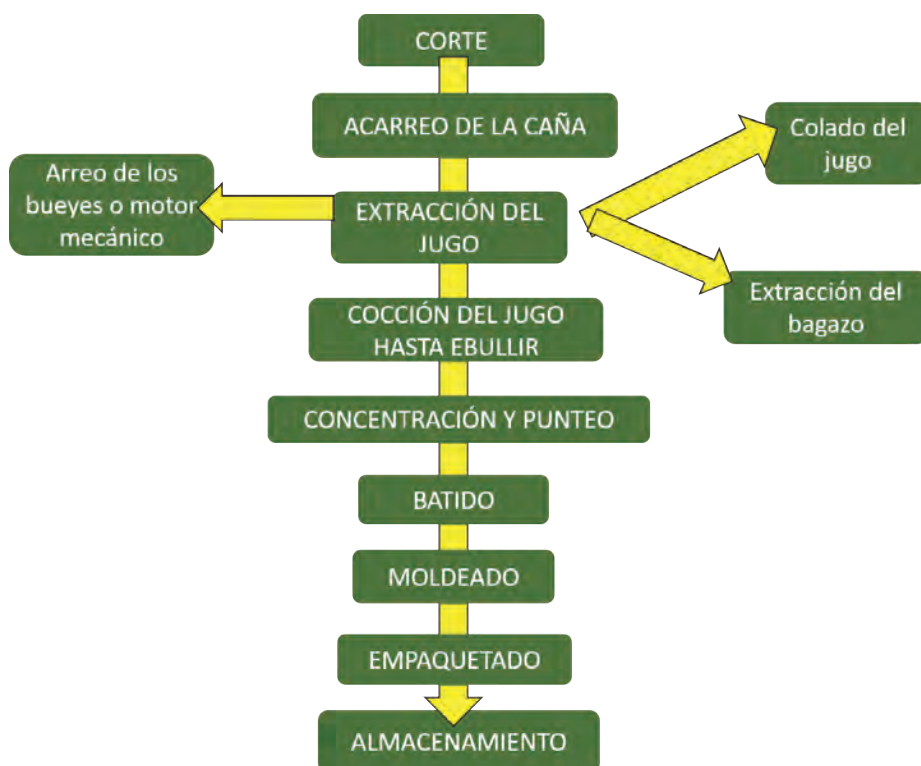 CORTE
ACARREO DE LA CAÑA
Colado del
jugo
Arreo de los
bueyes o motor
mecánico
EXTRACCIÓN DEL
JUGO
Extracción del
bagazo
COCCIÓN DEL JUGO
HASTA EBULLIR
CONCENTRACIÓN Y PUNTEO
BATIDO
MOLDEADO
EMPAQUETADO
ALMACENAMIENTO